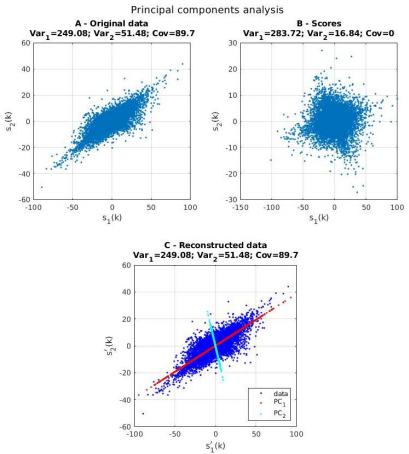 Principal components analysis
A - Original data
Var1=249.08; Var2=51.48; Cov=89.7
60
40
20
0
-20
-40
-60
-100
-50
0
50
100
s1(k)
s2(k)
B - Scores
Var1=283.72; Var2=16.84; Cov=0
30
20
10
0
-10
-20
-30
-150
-100
-50
0
50
100
s1(k)
s2(k)
C - Reconstructed data
Var1=249.08; Var2=51.48; Cov=89.7
60
40
20
0
-20
-40
-60
-100
-50
0
50
100
s'1(k)
s'2(k)
data
PC1
PC2